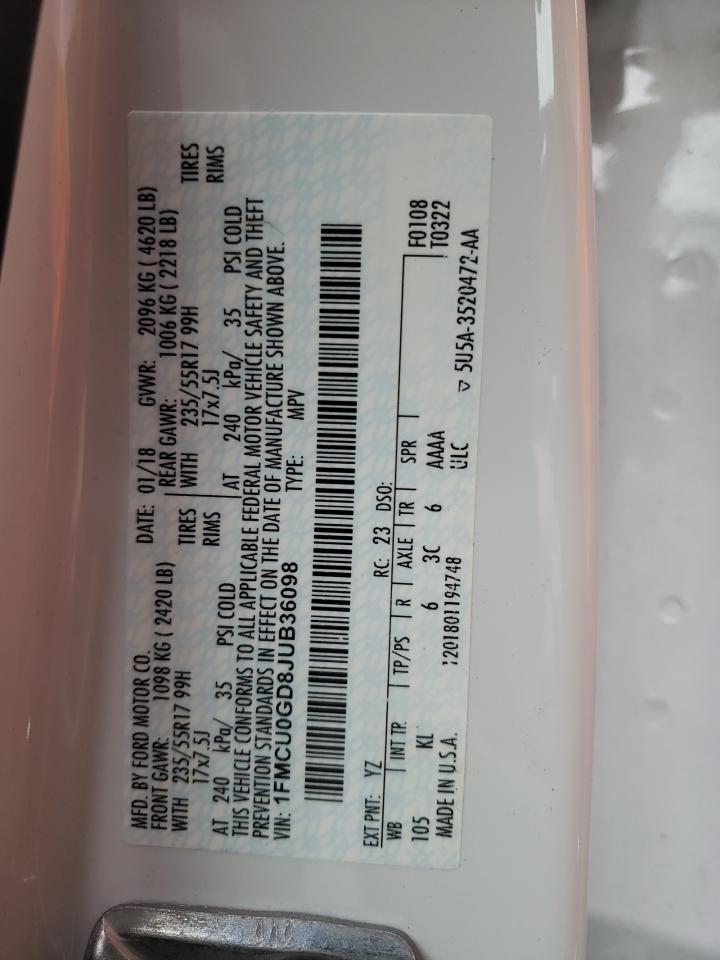 MFD. BY FORD MOTOR CO.
DATE: 01/18 GVWR: 2096 KG ( 4620 LB)
FRONT GAWR: 1098 KG ( 2420 LB) REAR GAWR: 1006 KG ( 2218 LB)
WITH 235/55R17 99H TIRES WITH 235/55R17 99H TIRES
17x7.5J RIMS 17x7.5J RIMS
AT 240 kPa/ 35 PSI COLD AT 240 kPa/ 35 PSI COLD
THIS VEHICLE CONFORMS TO ALL APPLICABLE FEDERAL MOTOR VEHICLE SAFETY AND THEFT
PREVENTION STANDARDS IN EFFECT ON THE DATE OF MANUFACTURE SHOWN ABOVE.
VIN: 1FMCU0GD8JUB36098 TYPE: MPV
EXT PNT: YZ RC: 23 DSO: F0108
WB INT TP. TP/PS R AXLE TR SPR T0322
105 KL 6 3C 6 AAAA
MADE IN U.S.A. ULC
5U5A-3520472-AA